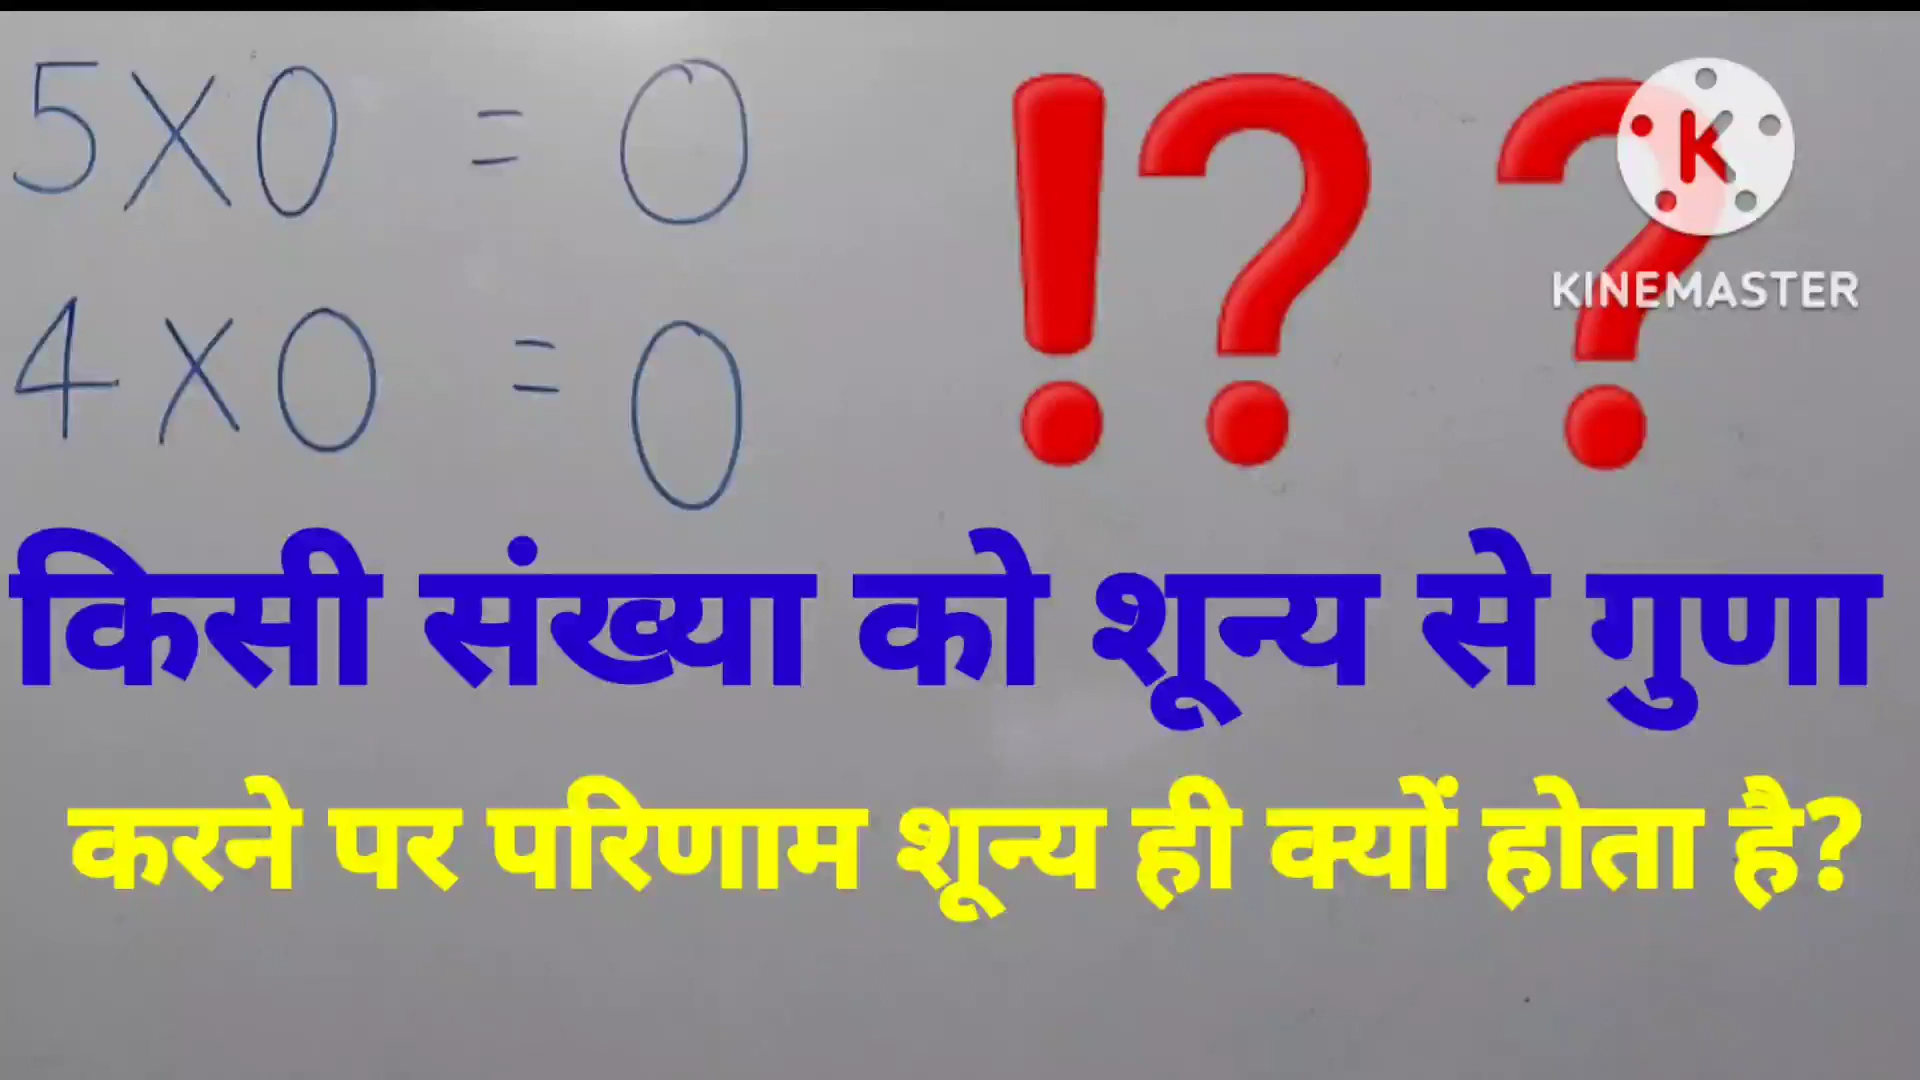 5×0 = 0
4×0 = 0
!? ?
K
KINEMASTER
किसी संख्या को शून्य से गुणा
करने पर परिणाम शून्य ही क्यों होता है?